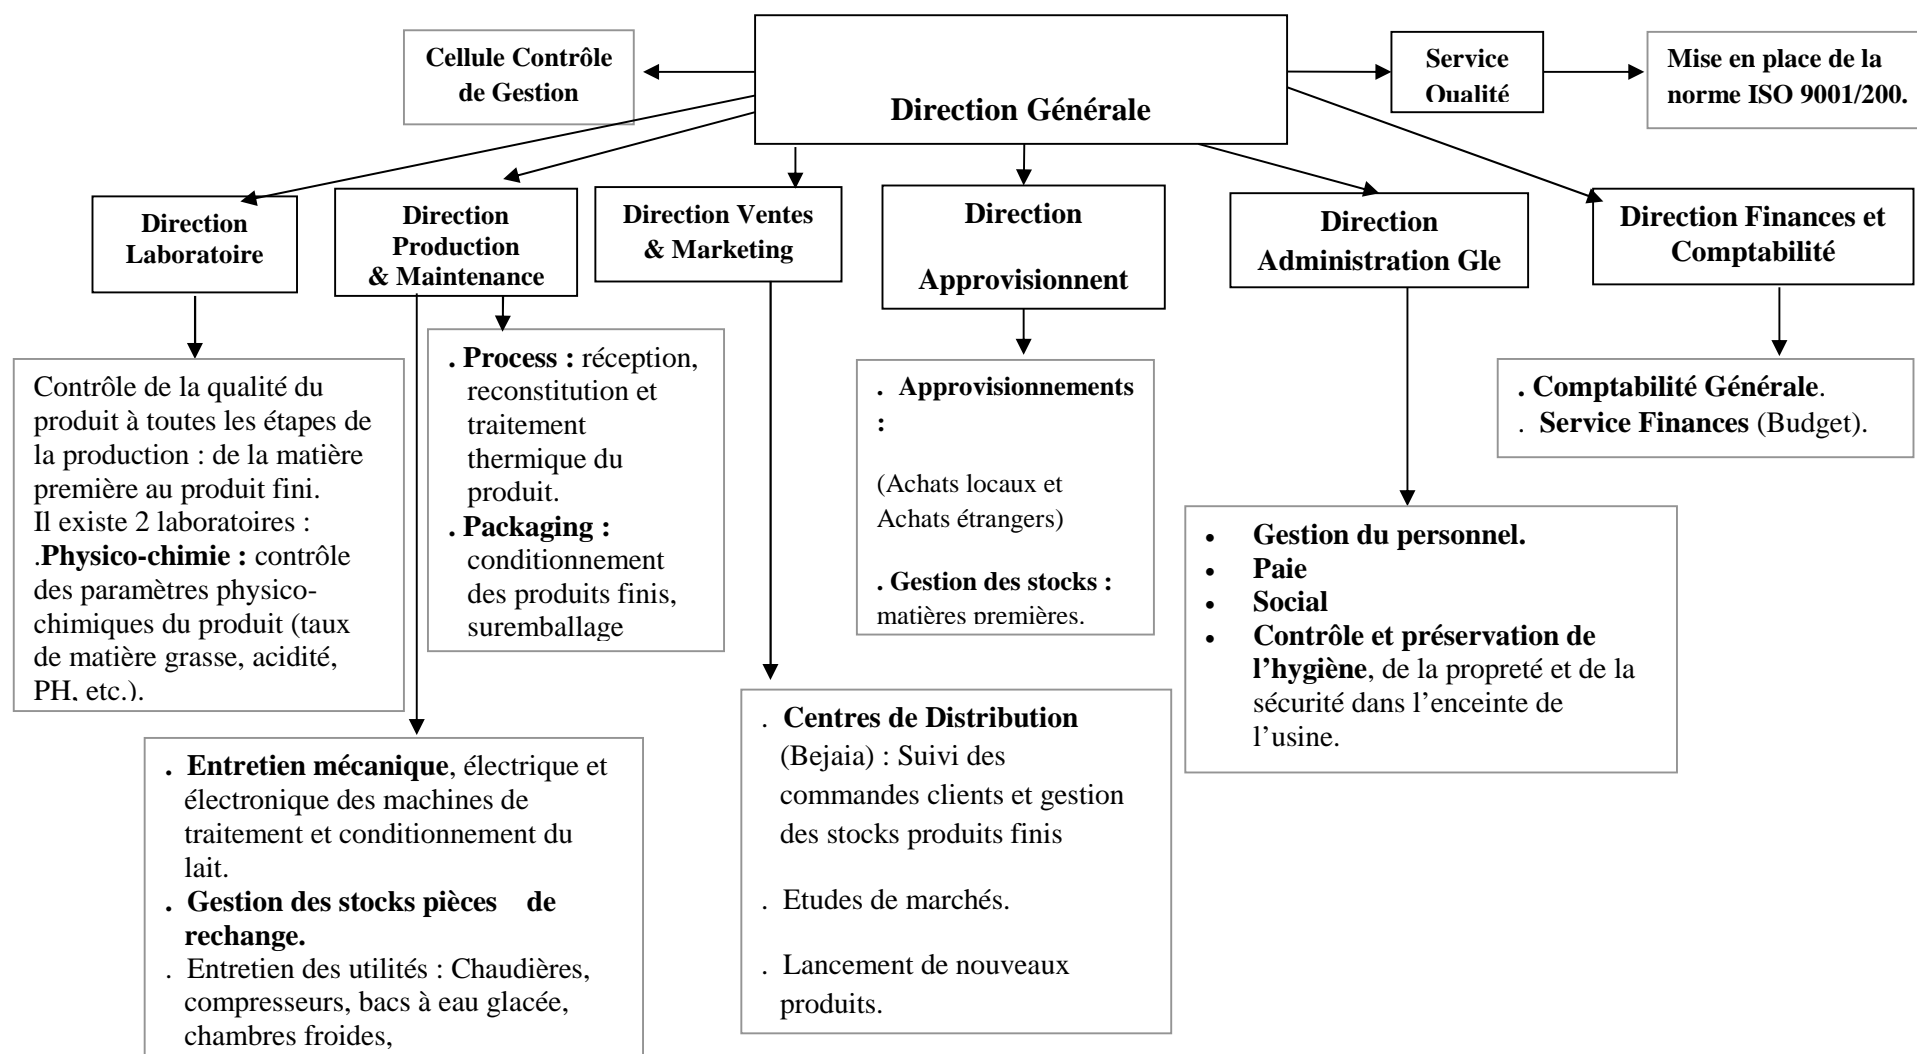 Cellule Contrôle
de Gestion
Direction Générale
Service
Qualité
Mise en place de la
norme ISO 9001/200.
Direction
Laboratoire
Direction
Production
& Maintenance
Direction Ventes
& Marketing
Direction
Approvisionnent
Direction
Administration Gle
Direction Finances et
Comptabilité
Contrôle de la qualité du
produit à toutes les étapes de
la production : de la matière
première au produit fini.
Il existe 2 laboratoires :
.Physico-chimie : contrôle
des paramètres physico-
chimiques du produit (taux
de matière grasse, acidité,
PH, etc.).
. Process : réception,
reconstitution et
traitement
thermique du
produit.
. Packaging :
conditionnement
des produits finis,
suremballage
. Approvisionnements
:
(Achats locaux et
Achats étrangers)
. Gestion des stocks :
matières premières.
. Comptabilité Générale.
. Service Finances (Budget).
• Gestion du personnel.
• Paie
• Social
• Contrôle et préservation de
l’hygiène, de la propreté et de la
sécurité dans l’enceinte de
l’usine.
. Entretien mécanique, électrique et
électronique des machines de
traitement et conditionnement du
lait.
. Gestion des stocks pièces de
rechange.
. Entretien des utilités : Chaudières,
compresseurs, bacs à eau glacée,
chambres froides,
. Centres de Distribution
(Bejaia) : Suivi des
commandes clients et gestion
des stocks produits finis
. Etudes de marchés.
. Lancement de nouveaux
produits.